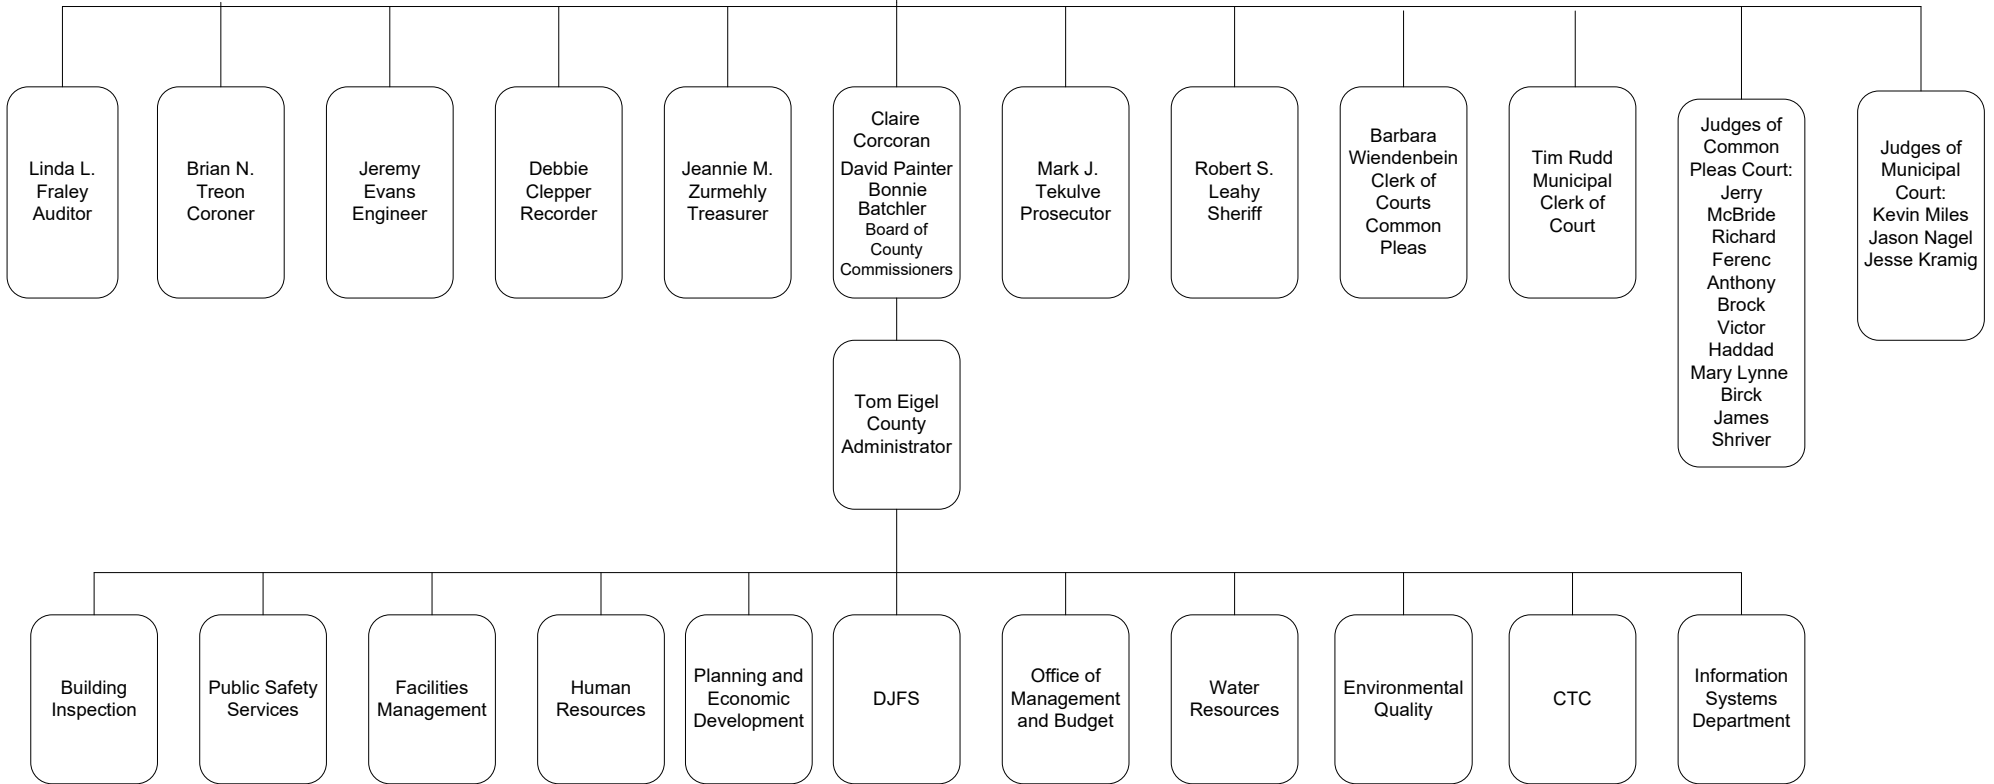 Linda L.
Fraley
Auditor
Brian N.
Treon
Coroner
Jeremy
Evans
Engineer
Debbie
Clepper
Recorder
Jeannie M.
Zurmehly
Treasurer
Claire
Corcoran
David Painter
Bonnie
Batchler
Board of
County
Commissioners
Mark J.
Tekulve
Prosecutor
Robert S.
Leahy
Sheriff
Barbara
Wiendenbein
Clerk of
Courts
Common
Pleas
Tim Rudd
Municipal
Clerk of
Court
Judges of
Common
Pleas Court:
Jerry
McBride
Richard
Ferenc
Anthony
Brock
Victor
Haddad
Mary Lynne
Birck
James
Shriver
Judges of
Municipal
Court:
Kevin Miles
Jason Nagel
Jesse Kramig
Tom Eigel
County
Administrator
Building
Inspection
Public Safety
Services
Facilities
Management
Human
Resources
Planning and
Economic
Development
DJFS
Office of
Management
and Budget
Water
Resources
Environmental
Quality
CTC
Information
Systems
Department